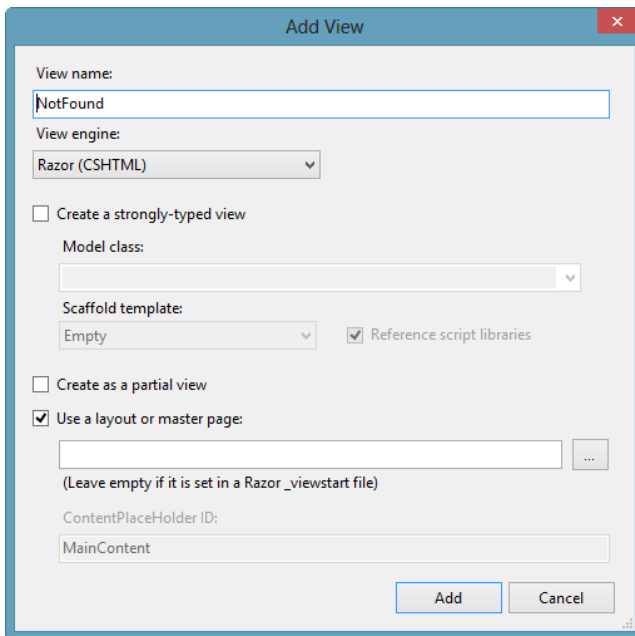 Add View
View name:
NotFound
View engine:
Razor (CSHTML)
Create a strongly-typed view
Model class:
Scaffold template:
Empty
Reference script libraries
Create as a partial view
Use a layout or master page:
...
(Leave empty if it is set in a Razor _viewstart file)
ContentPlaceHolder ID:
MainContent
Add
Cancel